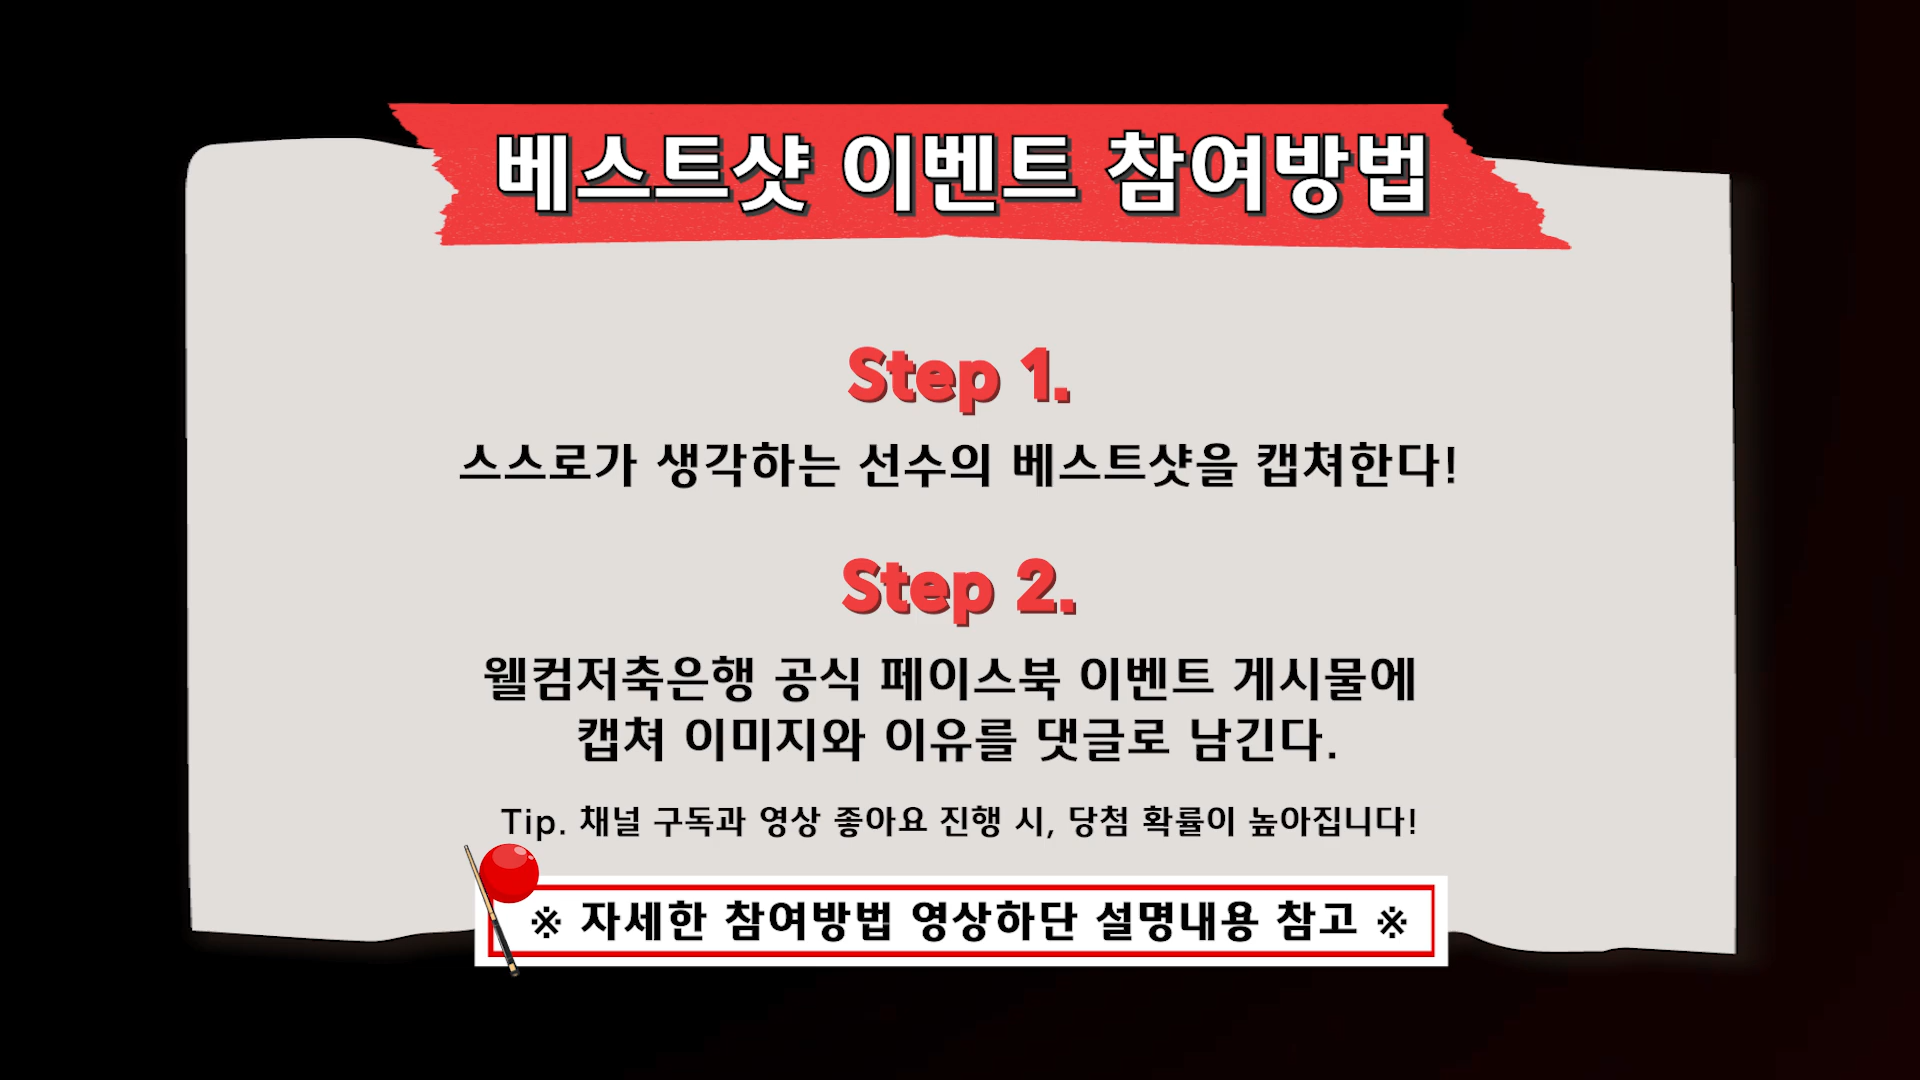 베스트샷 이벤트 참여방법
Step 1.
스스로가 생각하는 선수의 베스트샷을 캡쳐한다!
Step 2.
웰컴저축은행 공식 페이스북 이벤트 게시물에
캡쳐 이미지와 이유를 댓글로 남긴다.
Tip. 채널 구독과 영상 좋아요 진행 시, 당첨 확률이 높아집니다!
※ 자세한 참여방법 영상하단 설명내용 참고 ※